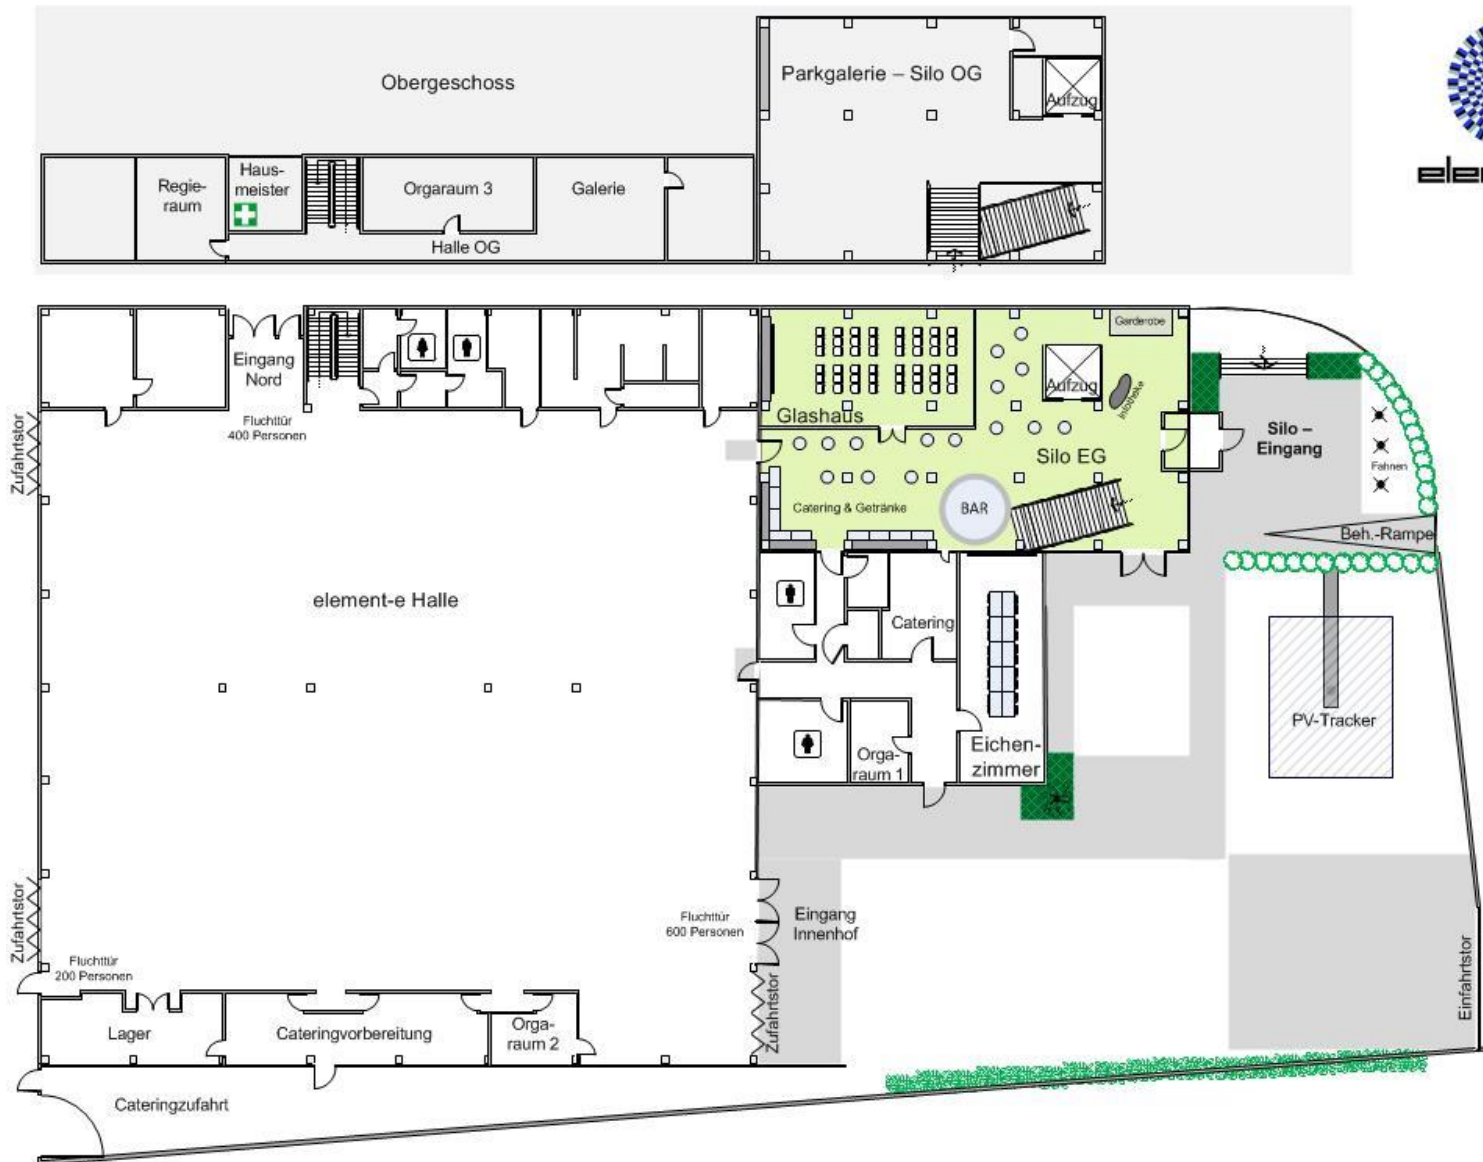 Obergeschoss
Parkgalerie – Silo OG
Aufzug
Regie-
raum
Haus-
meister
Orgaraum 3
Galerie
Halle OG
Eingang
Nord
Fluchttür
400 Personen
Zufahrtstor
Garderobe
Aufzug
Infotheke
Glashaus
Silo EG
Silo –
Eingang
Fahnen
Catering & Getränke
BAR
Beh.-Rampe
element-e Halle
Catering
PV-Tracker
Orga-
raum 1
Eichen-
zimmer
Zufahrtstor
Fluchttür
600 Personen
Eingang
Innenhof
Fluchttür
200 Personen
Zufahrtstor
Einfahrtstor
Lager
Cateringvorbereitung
Orga-
raum 2
Cateringzufahrt